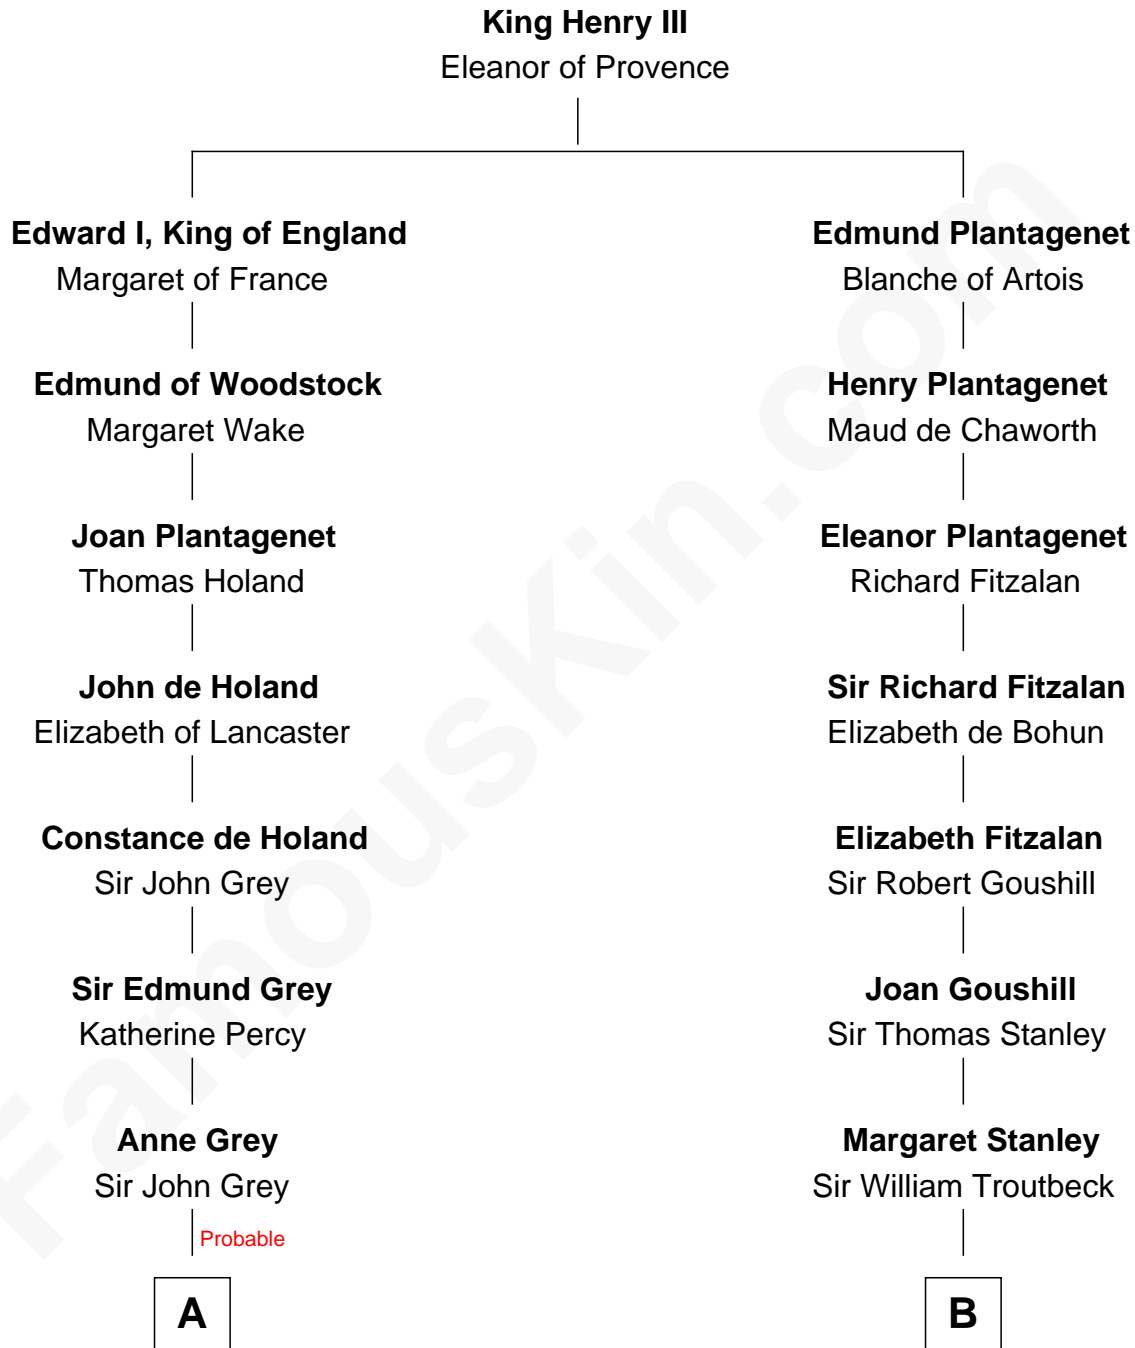 King Henry III
Eleanor of Provence
Edward I, King of England
Margaret of France
Edmund Plantagenet
Blanche of Artois
Edmund of Woodstock
Margaret Wake
Henry Plantagenet
Maud de Chaworth
Joan Plantagenet
Thomas Holand
Eleanor Plantagenet
Richard Fitzalan
John de Holand
Elizabeth of Lancaster
Sir Richard Fitzalan
Elizabeth de Bohun
Constance de Holand
Sir John Grey
Elizabeth Fitzalan
Sir Robert Goushill
Sir Edmund Grey
Katherine Percy
Joan Goushill
Sir Thomas Stanley
Anne Grey
Sir John Grey
Margaret Stanley
Sir William Troutbeck
Probable
A
B
FamousKin.com